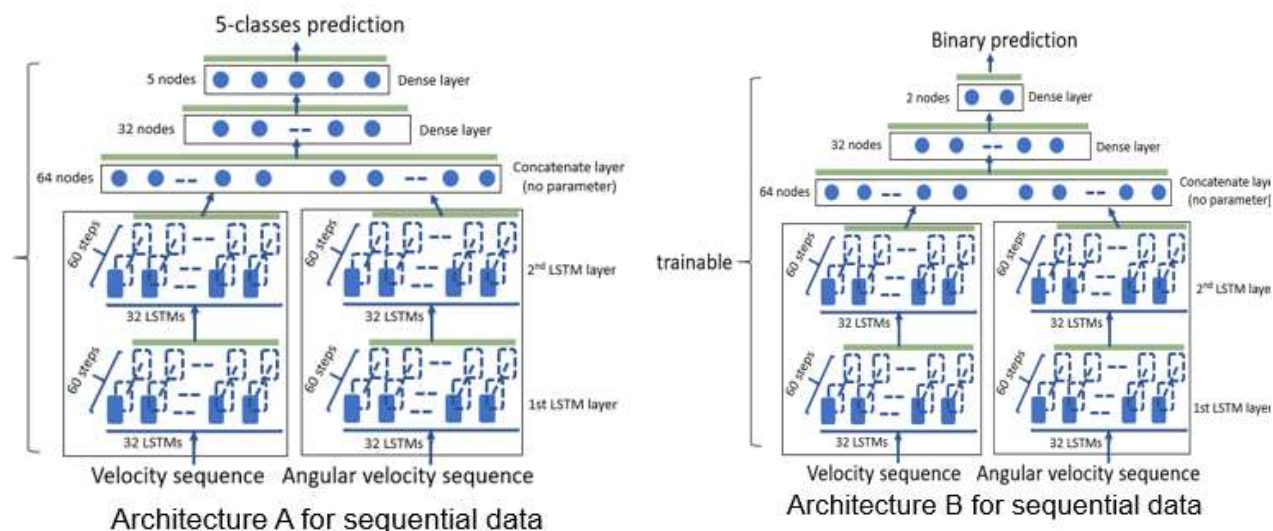 5-classes prediction
5 nodes
Dense layer
32 nodes
Dense layer
64 nodes
Concatenate layer
(no parameter)
60 steps
60 steps
2nd LSTM layer
32 LSTMs
32 LSTMs
60 steps
60 steps
1st LSTM layer
32 LSTMs
32 LSTMs
Velocity sequence
Angular velocity sequence
Architecture A for sequential data
Binary prediction
2 nodes
Dense layer
32 nodes
Dense layer
64 nodes
Concatenate laye
(no parameter)
trainable
60 steps
60 steps
2nd LSTM laye
32 LSTMs
32 LSTMs
60 steps
60 steps
1st LSTM laye
32 LSTMs
32 LSTMs
Velocity sequence
Angular velocity sequence
Architecture B for sequential data